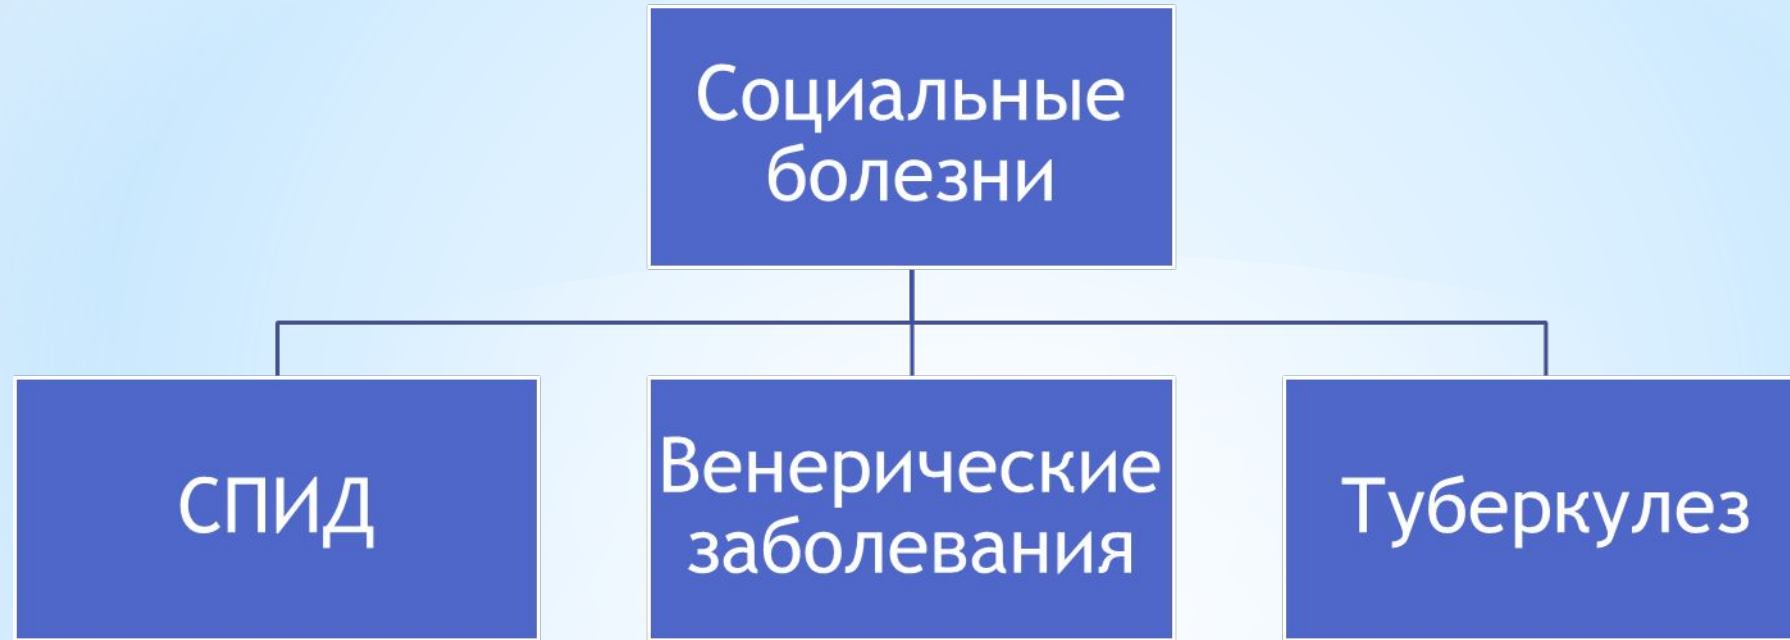 Социальные
болезни
СПИД
Венерические
заболевания
Туберкулез